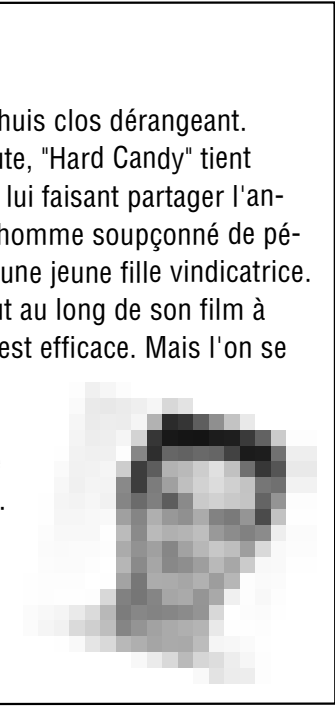 huis clos dérangeant.
ute, "Hard Candy" tient
lui faisant partager l'an-
homme soupçonné de pé-
une jeune fille vindicatrice.
ut au long de son film à
est efficace. Mais l'on se
.